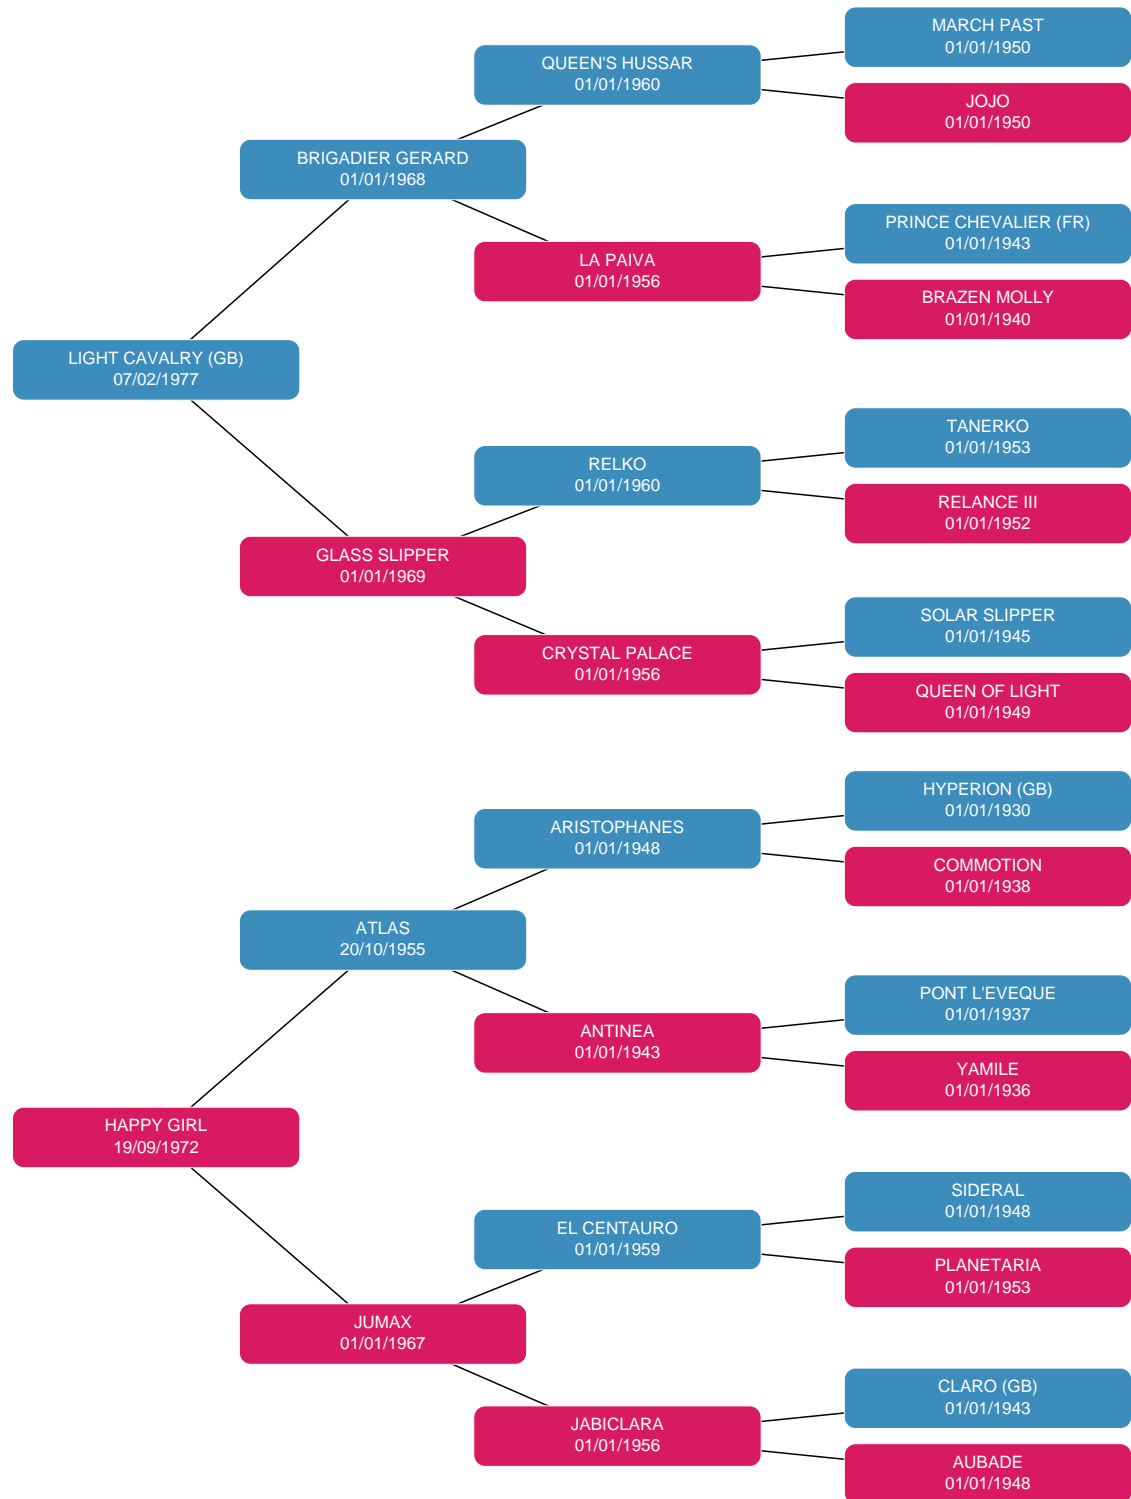 MARCH PAST
01/01/1950
QUEEN'S HUSSAR
01/01/1960
JOJO
01/01/1950
BRIGADIER GERARD
01/01/1968
PRINCE CHEVALIER (FR)
01/01/1943
LA PAIVA
01/01/1956
BRAZEN MOLLY
01/01/1940
LIGHT CAVALRY (GB)
07/02/1977
TANERKO
01/01/1953
RELKO
01/01/1960
RELANCE III
01/01/1952
GLASS SLIPPER
01/01/1969
SOLAR SLIPPER
01/01/1945
CRYSTAL PALACE
01/01/1956
QUEEN OF LIGHT
01/01/1949
HYPERION (GB)
01/01/1930
ARISTOPHANES
01/01/1948
COMMOTION
01/01/1938
ATLAS
20/10/1955
PONT L'EVEQUE
01/01/1937
ANTINEA
01/01/1943
YAMILE
01/01/1936
HAPPY GIRL
19/09/1972
SIDERAL
01/01/1948
EL CENTAURO
01/01/1959
PLANETARIA
01/01/1953
JUMAX
01/01/1967
CLARO (GB)
01/01/1943
JABICLARA
01/01/1956
AUBADE
01/01/1948